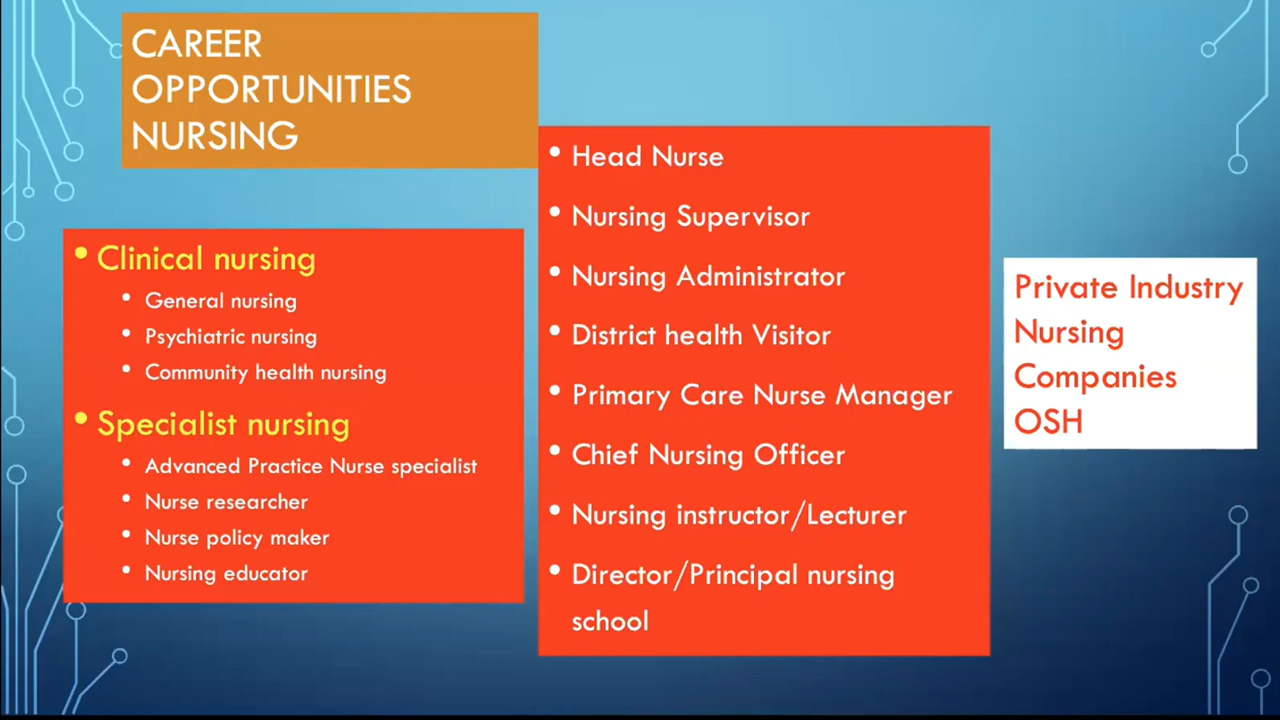 CAREER
OPPORTUNITIES
NURSING
• Clinical nursing
• General nursing
• Psychiatric nursing
• Community health nursing
• Specialist nursing
• Advanced Practice Nurse specialist
• Nurse researcher
• Nurse policy maker
• Nursing educator
• Head Nurse
• Nursing Supervisor
• Nursing Administrator
• District health Visitor
• Primary Care Nurse Manager
• Chief Nursing Officer
• Nursing instructor/Lecturer
• Director/Principal nursing
school
Private Industry
Nursing
Companies
OSH